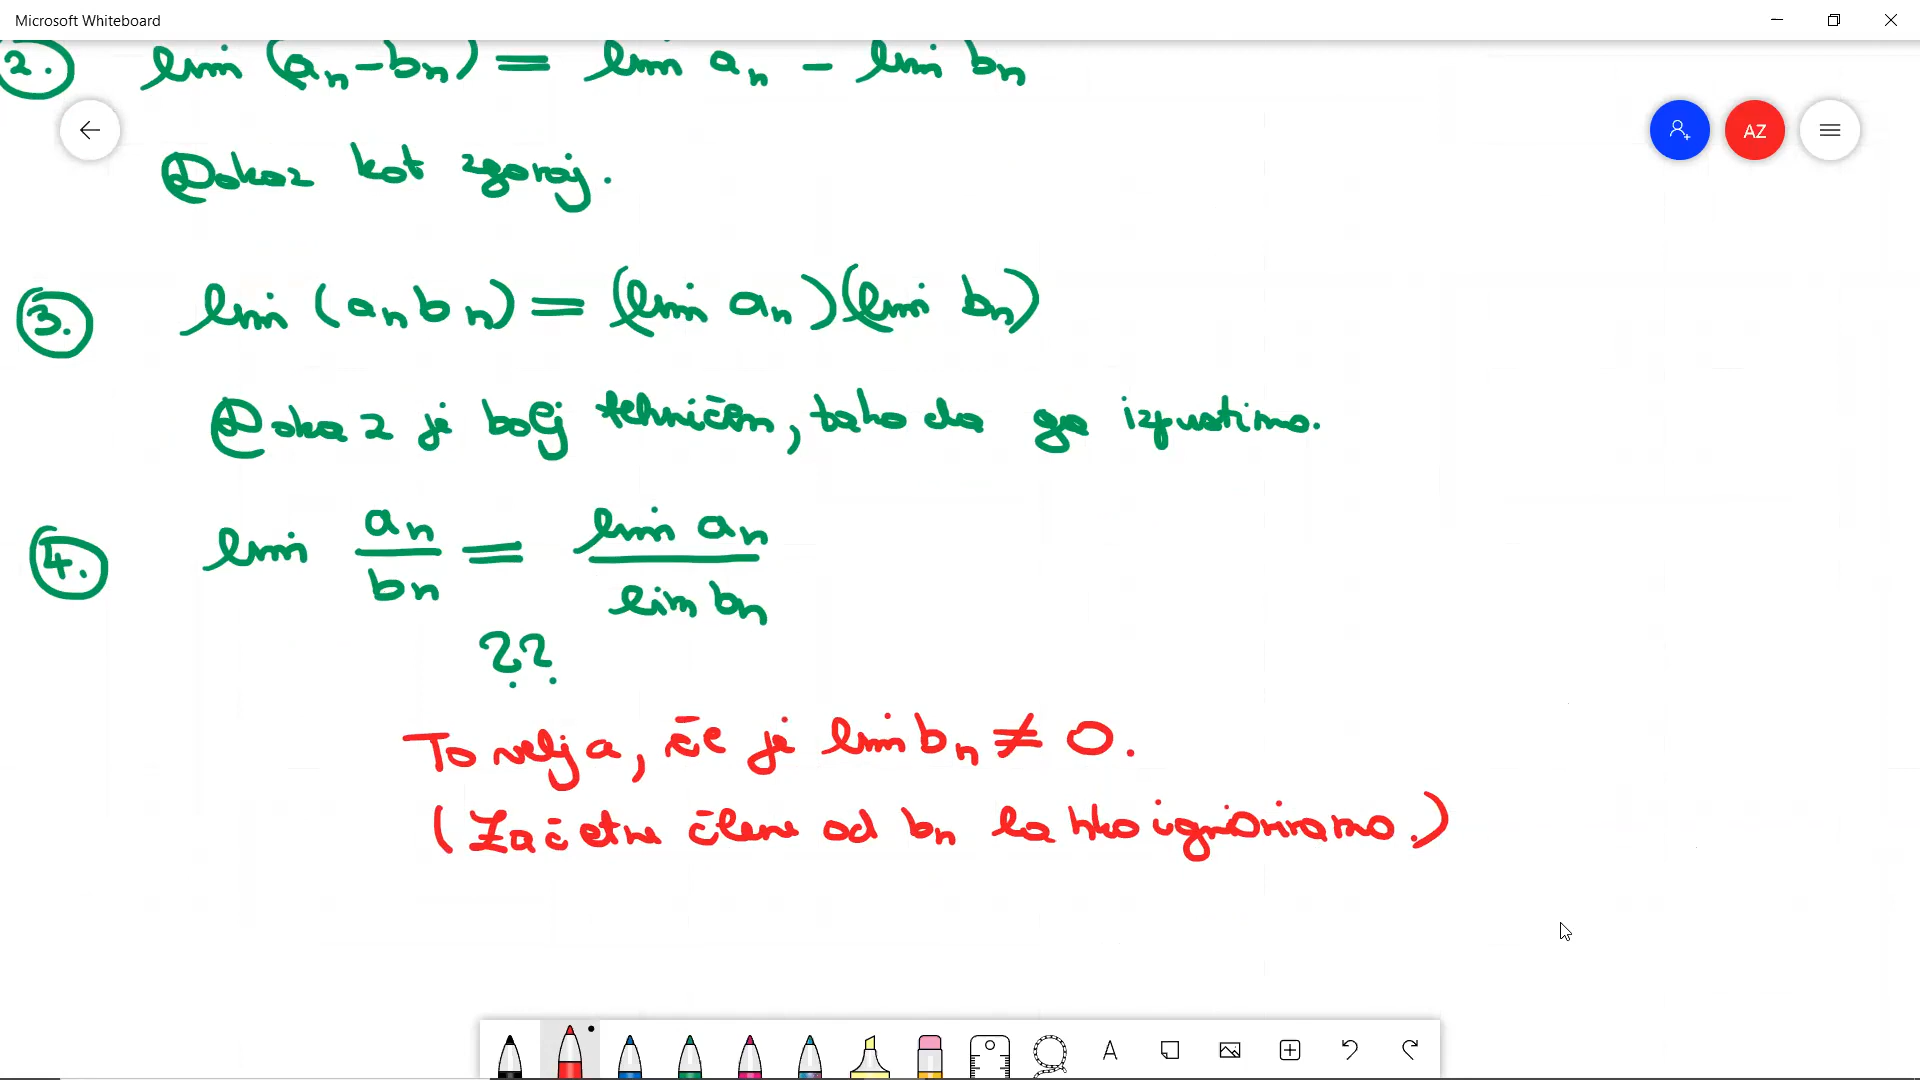 Microsoft Whiteboard
2. lim (an - bn) = lim an - lim bn
AZ
Dokaz kot zgoraj.
3. lim (an bn) = (lim an)(lim bn)
Dokaz je bolj tehničen, tako da ga izpustimo.
4. lim an/bn = lim an / lim bn
??
To velja, če je lim bn ≠ 0.
(Začetne člene od bn lahko ignoriramo.)
A